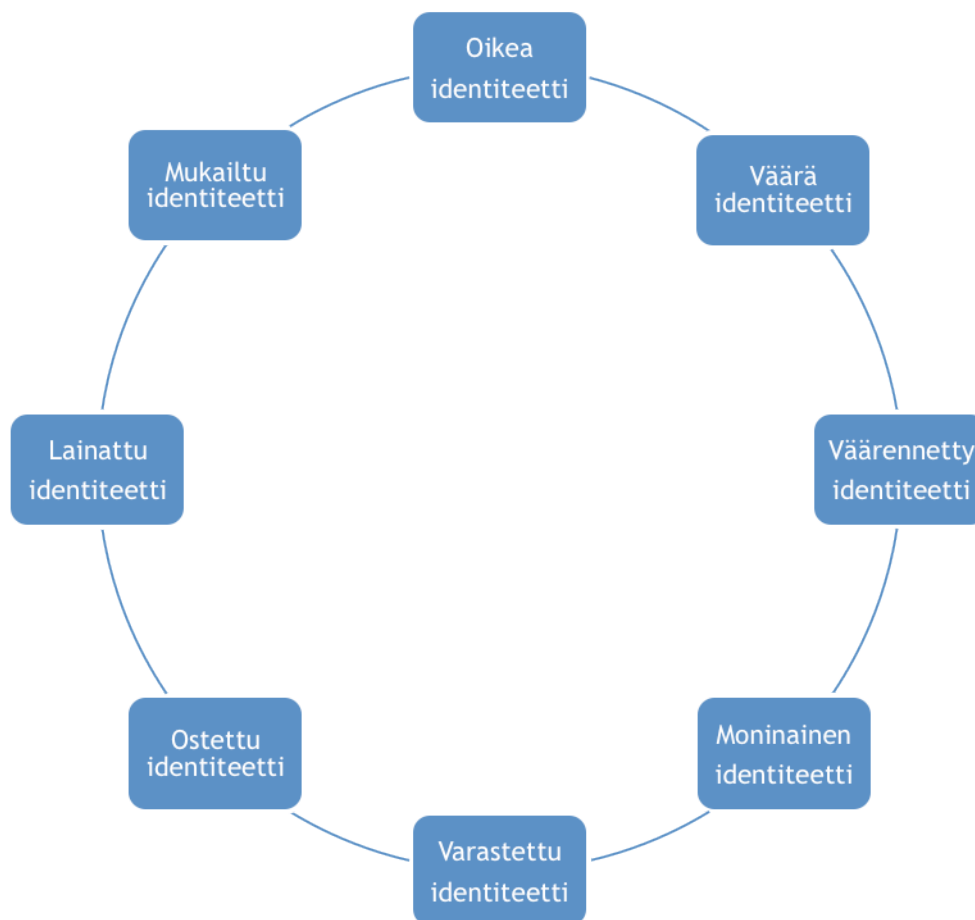 Oikea
identiteetti
Väärä
identiteetti
Väärennetty
identiteetti
Moninainen
identiteetti
Varastettu
identiteetti
Ostettu
identiteetti
Lainattu
identiteetti
Mukailtu
identiteetti